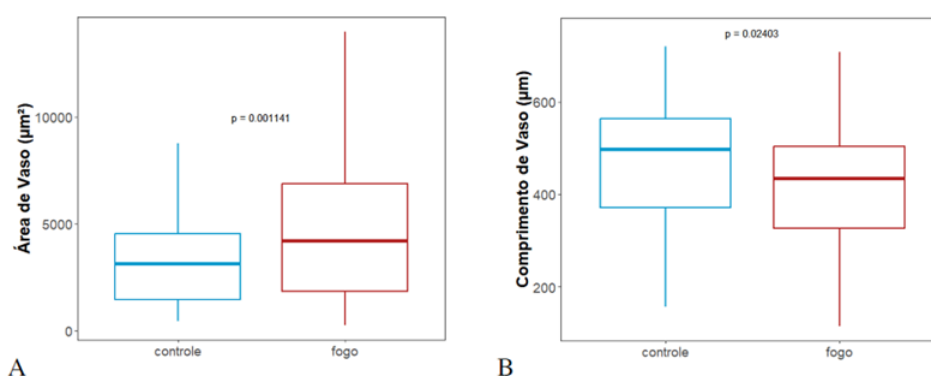 Área de Vaso (µm²)
10000
5000
0
p = 0.001141
controle
fogo
A
Comprimento de Vaso (µm)
600
400
200
p = 0.02403
controle
fogo
B